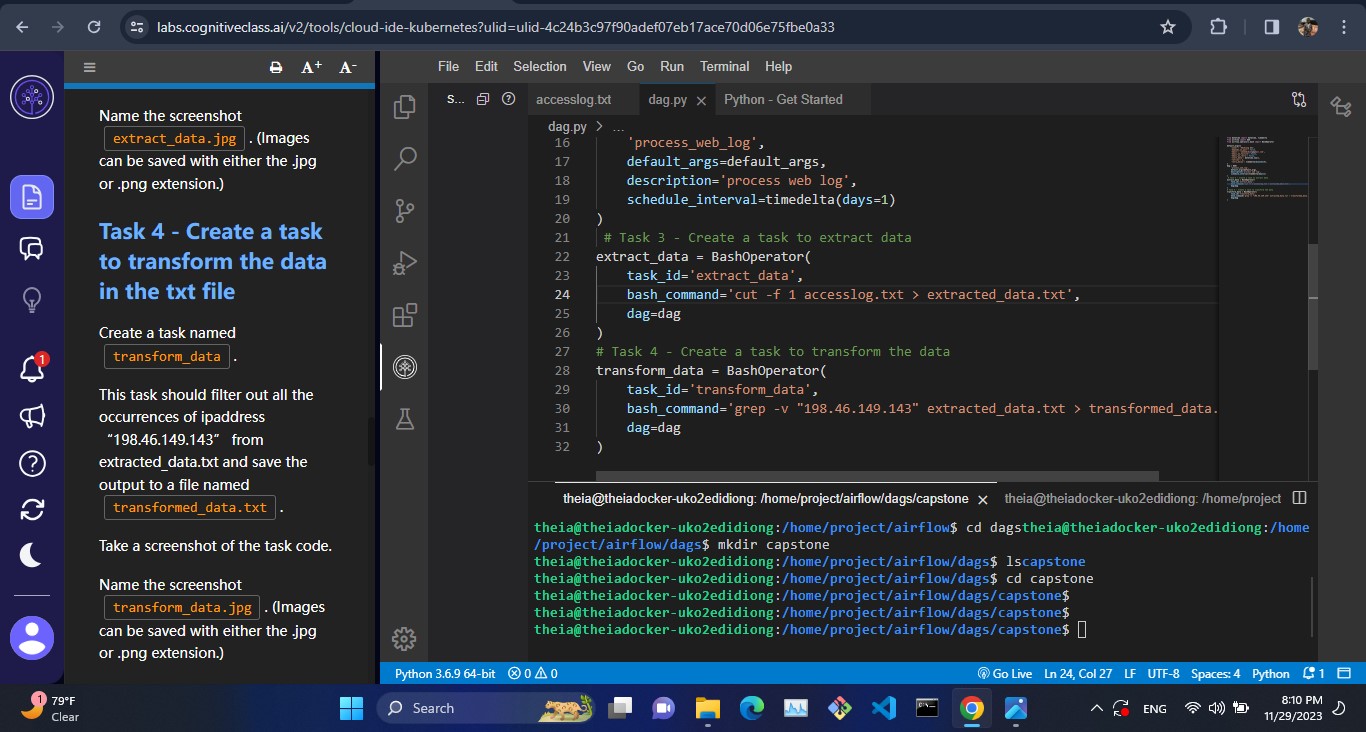 labs.cognitiveclass.ai/v2/tools/cloud-ide-kubernetes?ulid=ulid-4c24b3c97f90adef07eb17ace70d06e75fbe0a33
A+ A-
1
Name the screenshot
extract_data.jpg . (Images
can be saved with either the .jpg
or .png extension.)
Task 4 - Create a task
to transform the data
in the txt file
Create a task named
transform_data .
This task should filter out all the
occurrences of ipaddress
“198.46.149.143” from
extracted_data.txt and save the
output to a file named
transformed_data.txt .
Take a screenshot of the task code.
Name the screenshot
transform_data.jpg . (Images
can be saved with either the .jpg
or .png extension.)
File Edit Selection View Go Run Terminal Help
S...
accesslog.txt dag.py Python - Get Started
dag.py > ...
16 'process_web_log',
17 default_args=default_args,
18 description='process web log',
19 schedule_interval=timedelta(days=1)
20 )
21 # Task 3 - Create a task to extract data
22 extract_data = BashOperator(
23 task_id='extract_data',
24 bash_command='cut -f 1 accesslog.txt > extracted_data.txt',
25 dag=dag
26 )
27 # Task 4 - Create a task to transform the data
28 transform_data = BashOperator(
29 task_id='transform_data',
30 bash_command='grep -v "198.46.149.143" extracted_data.txt > transformed_data.
31 dag=dag
32 )
theia@theiadocker-uko2edidiong: /home/project/airflow/dags/capstone theia@theiadocker-uko2edidiong: /home/project
theia@theiadocker-uko2edidiong:/home/project/airflow$ cd dagstheia@theiadocker-uko2edidiong:/home
/project/airflow/dags$ mkdir capstone
theia@theiadocker-uko2edidiong:/home/project/airflow/dags$ lscapstone
theia@theiadocker-uko2edidiong:/home/project/airflow/dags$ cd capstone
theia@theiadocker-uko2edidiong:/home/project/airflow/dags/capstone$
theia@theiadocker-uko2edidiong:/home/project/airflow/dags/capstone$
theia@theiadocker-uko2edidiong:/home/project/airflow/dags/capstone$
Python 3.6.9 64-bit 0 0 Go Live Ln 24, Col 27 LF UTF-8 Spaces: 4 Python 1
1 79°F
Clear
Search
ENG
8:10 PM
11/29/2023